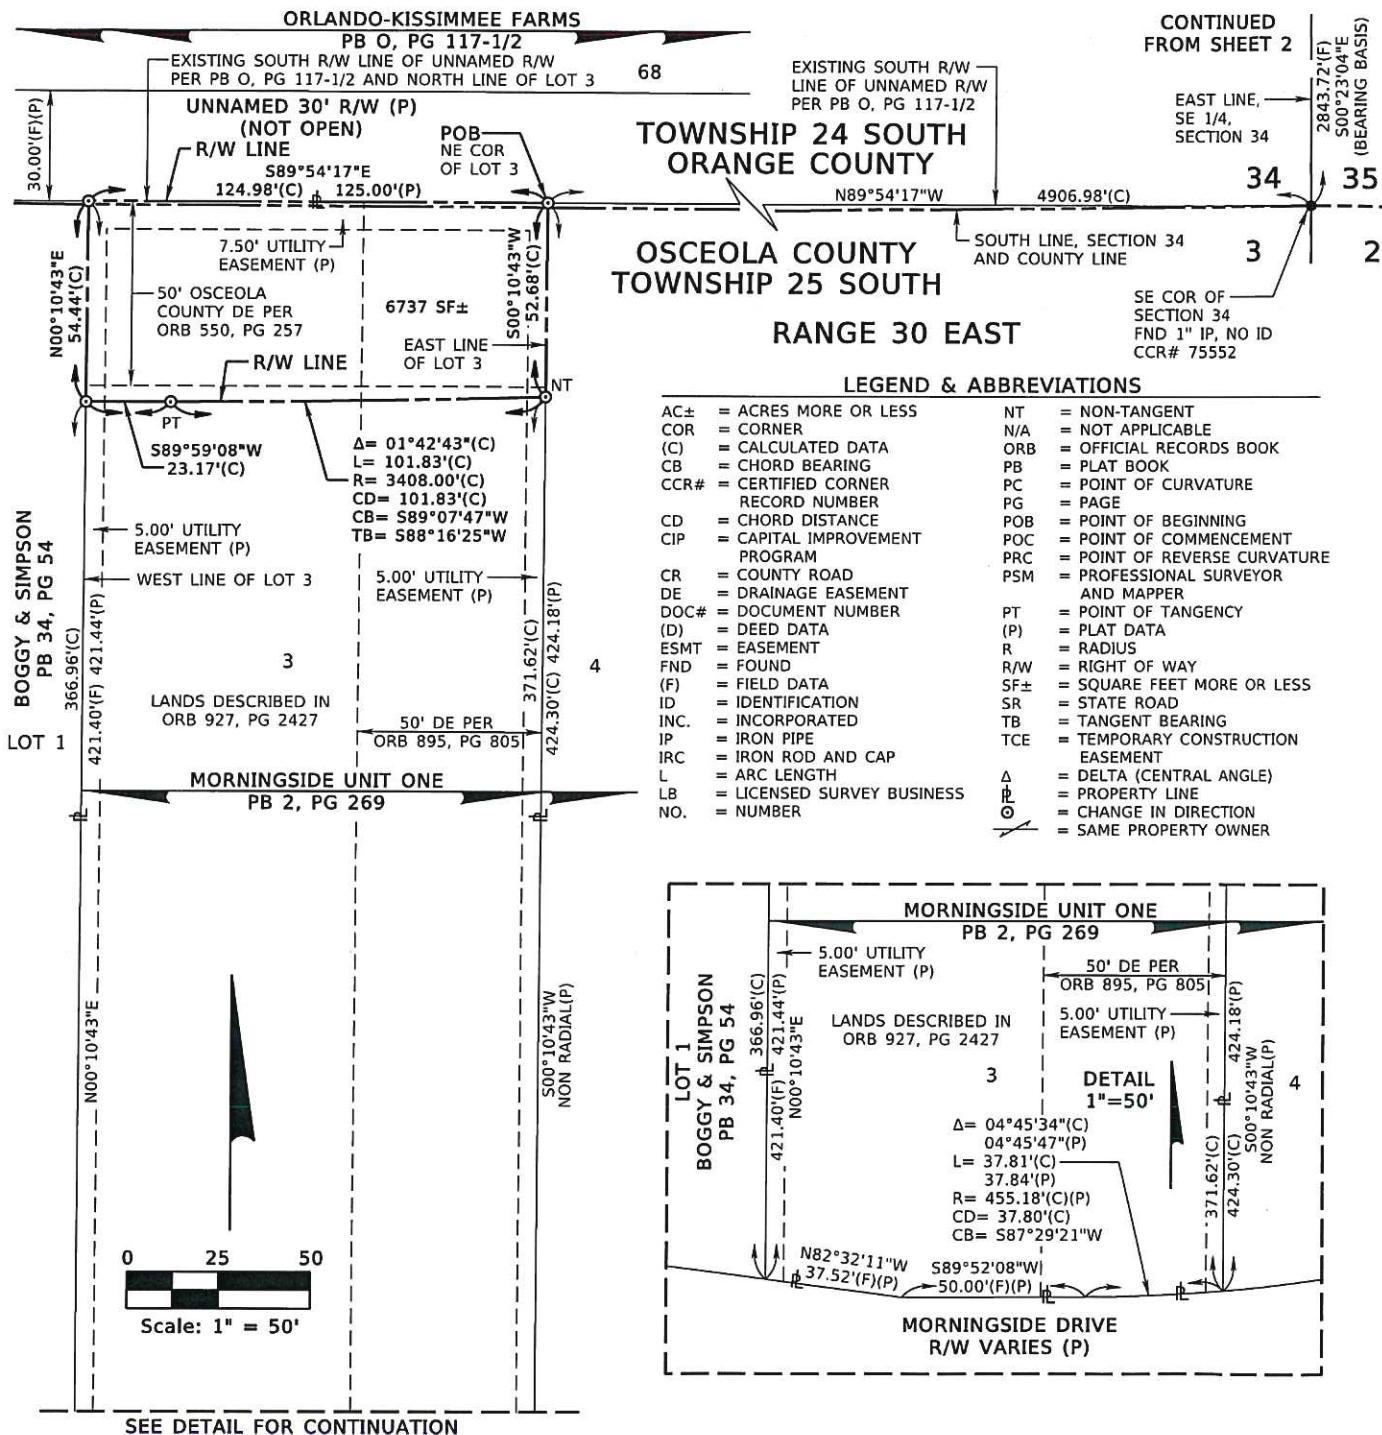 ORLANDO-KISSIMMEE FARMS
PB O, PG 117-1/2
EXISTING SOUTH R/W LINE OF UNNAMED R/W
PER PB O, PG 117-1/2 AND NORTH LINE OF LOT 3
68
30.00'(F)(P)
UNNAMED 30' R/W (P)
(NOT OPEN)
R/W LINE
S89°54'17"E
124.98'(C)
125.00'(P)
POB
NE COR
OF LOT 3
EXISTING SOUTH R/W
LINE OF UNNAMED R/W
PER PB O, PG 117-1/2
CONTINUED
FROM SHEET 2
EAST LINE,
SE 1/4,
SECTION 34
2843.72'(F)
S00°23'04"E
(BEARING BASIS)
TOWNSHIP 24 SOUTH
ORANGE COUNTY
34
35
N89°54'17"W
4906.98'(C)
OSCEOLA COUNTY
TOWNSHIP 25 SOUTH
SOUTH LINE, SECTION 34
AND COUNTY LINE
3
2
RANGE 30 EAST
SE COR OF
SECTION 34
FND 1" IP, NO ID
CCR# 75552
7.50' UTILITY
EASEMENT (P)
N00°10'43"E
54.44'(C)
50' OSCEOLA
COUNTY DE PER
ORB 550, PG 257
6737 SF±
S00°10'43"W
52.68'(C)
EAST LINE
OF LOT 3
R/W LINE
NT
PT
S89°59'08"W
23.17'(C)
Δ= 01°42'43"(C)
L= 101.83'(C)
R= 3408.00'(C)
CD= 101.83'(C)
CB= S89°07'47"W
TB= S88°16'25"W
5.00' UTILITY
EASEMENT (P)
WEST LINE OF LOT 3
5.00' UTILITY
EASEMENT (P)
BOGGY & SIMPSON
PB 34, PG 54
LOT 1
366.96'(C)
421.40'(F) 421.44'(P)
3
LANDS DESCRIBED IN
ORB 927, PG 2427
50' DE PER
ORB 895, PG 805
371.62'(C)
424.30'(C) 424.18'(P)
4
MORNINGSIDE UNIT ONE
PB 2, PG 269
PL
PL
PL
N00°10'43"E
S00°10'43"W
NON RADIAL(P)
0 25 50
Scale: 1" = 50'
SEE DETAIL FOR CONTINUATION
LEGEND & ABBREVIATIONS
AC± = ACRES MORE OR LESS
COR = CORNER
(C) = CALCULATED DATA
CB = CHORD BEARING
CCR# = CERTIFIED CORNER
RECORD NUMBER
CD = CHORD DISTANCE
CIP = CAPITAL IMPROVEMENT
PROGRAM
CR = COUNTY ROAD
DE = DRAINAGE EASEMENT
DOC# = DOCUMENT NUMBER
(D) = DEED DATA
ESMT = EASEMENT
FND = FOUND
(F) = FIELD DATA
ID = IDENTIFICATION
INC. = INCORPORATED
IP = IRON PIPE
IRC = IRON ROD AND CAP
L = ARC LENGTH
LB = LICENSED SURVEY BUSINESS
NO. = NUMBER
NT = NON-TANGENT
N/A = NOT APPLICABLE
ORB = OFFICIAL RECORDS BOOK
PB = PLAT BOOK
PC = POINT OF CURVATURE
PG = PAGE
POB = POINT OF BEGINNING
POC = POINT OF COMMENCEMENT
PRC = POINT OF REVERSE CURVATURE
PSM = PROFESSIONAL SURVEYOR
AND MAPPER
PT = POINT OF TANGENCY
(P) = PLAT DATA
R = RADIUS
R/W = RIGHT OF WAY
SF± = SQUARE FEET MORE OR LESS
SR = STATE ROAD
TB = TANGENT BEARING
TCE = TEMPORARY CONSTRUCTION
EASEMENT
Δ = DELTA (CENTRAL ANGLE)
PL = PROPERTY LINE
= CHANGE IN DIRECTION
= SAME PROPERTY OWNER
MORNINGSIDE UNIT ONE
PB 2, PG 269
5.00' UTILITY
EASEMENT (P)
50' DE PER
ORB 895, PG 805
LOT 1
BOGGY & SIMPSON
PB 34, PG 54
366.96'(C)
421.40'(F) 421.44'(P)
N00°10'43"E
LANDS DESCRIBED IN
ORB 927, PG 2427
5.00' UTILITY
EASEMENT (P)
3
DETAIL
1"=50'
371.62'(C)
424.30'(C) 424.18'(P)
S00°10'43"W
NON RADIAL(P)
4
Δ= 04°45'34"(C)
04°45'47"(P)
L= 37.81'(C)
37.84'(P)
R= 455.18'(C)(P)
CD= 37.80'(C)
CB= S87°29'21"W
N82°32'11"W
37.52'(F)(P)
S89°52'08"W
50.00'(F)(P)
PL
PL
PL
PL
PL
MORNINGSIDE DRIVE
R/W VARIES (P)